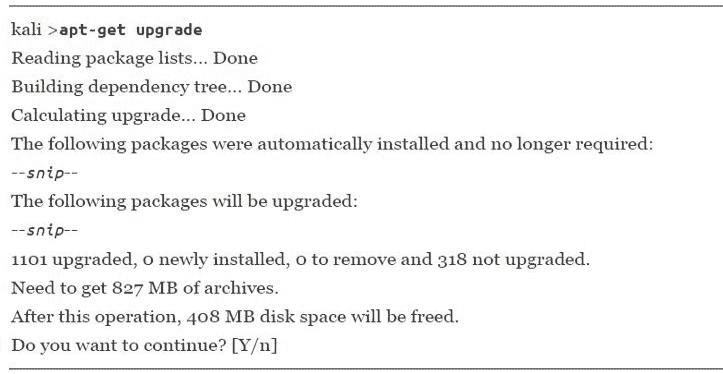 kali >apt-get upgrade
Reading package lists... Done
Building dependency tree... Done
Calculating upgrade... Done
The following packages were automatically installed and no longer required:
--snip--
The following packages will be upgraded:
--snip--
1101 upgraded, 0 newly installed, 0 to remove and 318 not upgraded.
Need to get 827 MB of archives.
After this operation, 408 MB disk space will be freed.
Do you want to continue? [Y/n]